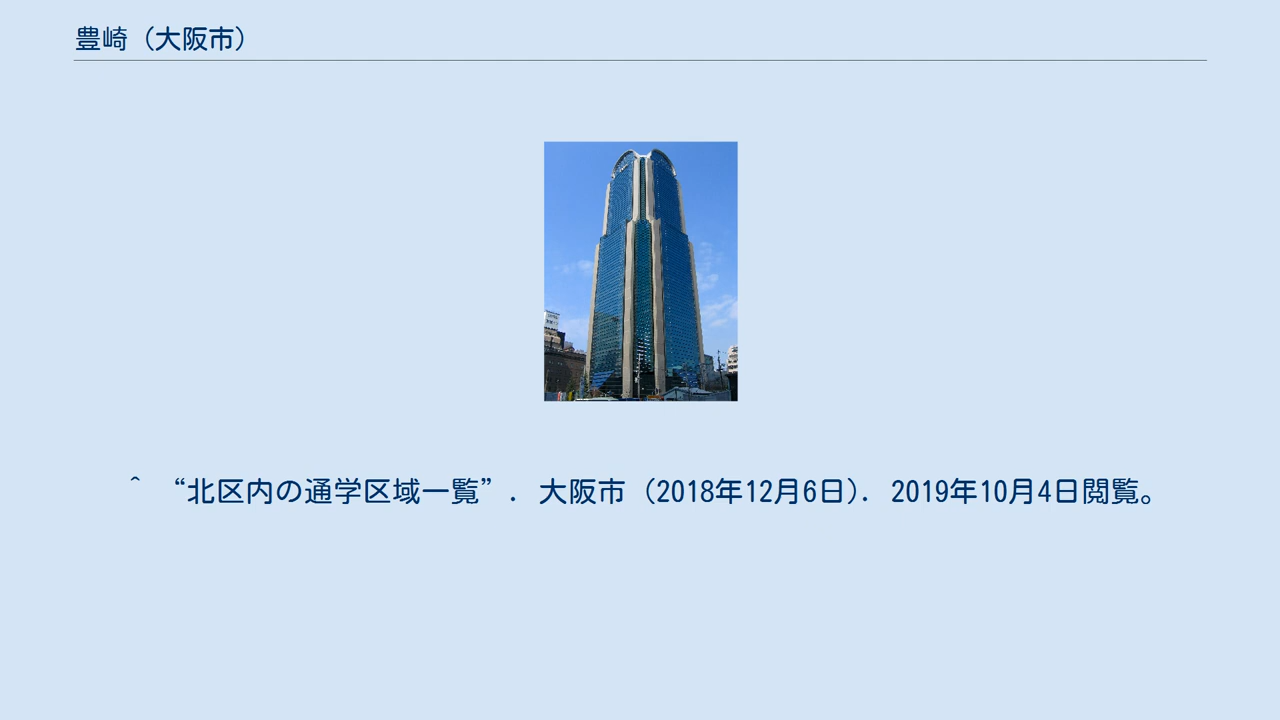 豊崎（大阪市）
^ “北区内の通学区域一覧”. 大阪市 (2018年12月6日). 2019年10月4日閲覧。